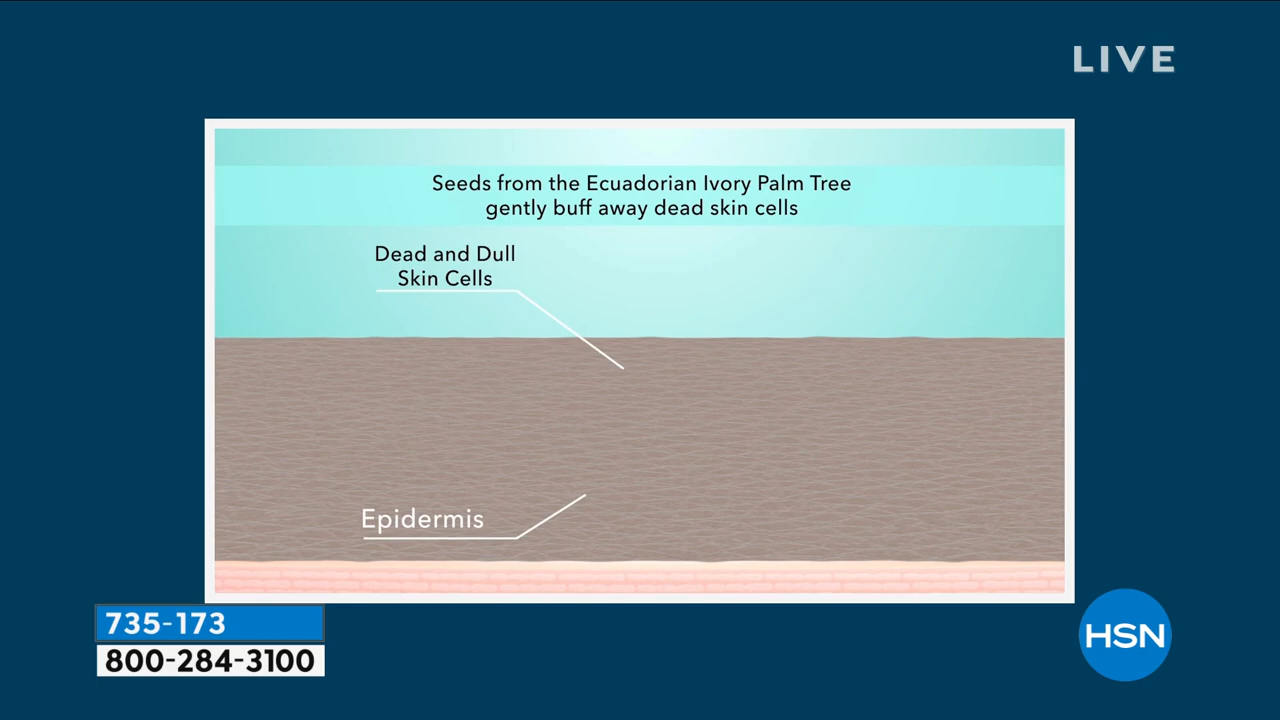 LIVE
Seeds from the Ecuadorian Ivory Palm Tree
gently buff away dead skin cells
Dead and Dull
Skin Cells
Epidermis
735-173
800-284-3100
HSN